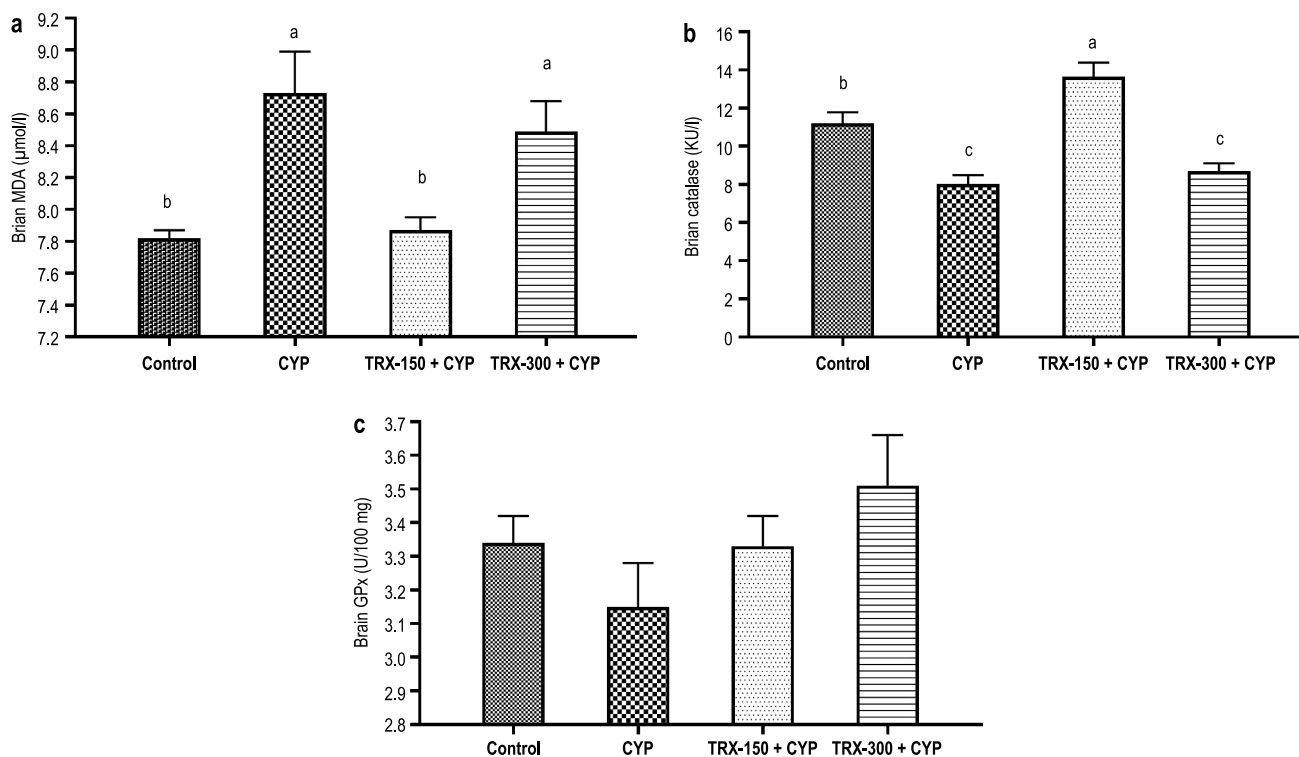 a
Brian MDA (µmol/l)
9.2
9.0
8.8
8.6
8.4
8.2
8.0
7.8
7.6
7.4
7.2
b
a
b
a
Control
CYP
TRX-150 + CYP
TRX-300 + CYP
b
Brian catalase (KU/l)
16
14
12
10
8
6
4
2
0
b
c
a
c
Control
CYP
TRX-150 + CYP
TRX-300 + CYP
c
Brain GPx (U/100 mg)
3.7
3.6
3.5
3.4
3.3
3.2
3.1
3.0
2.9
2.8
Control
CYP
TRX-150 + CYP
TRX-300 + CYP